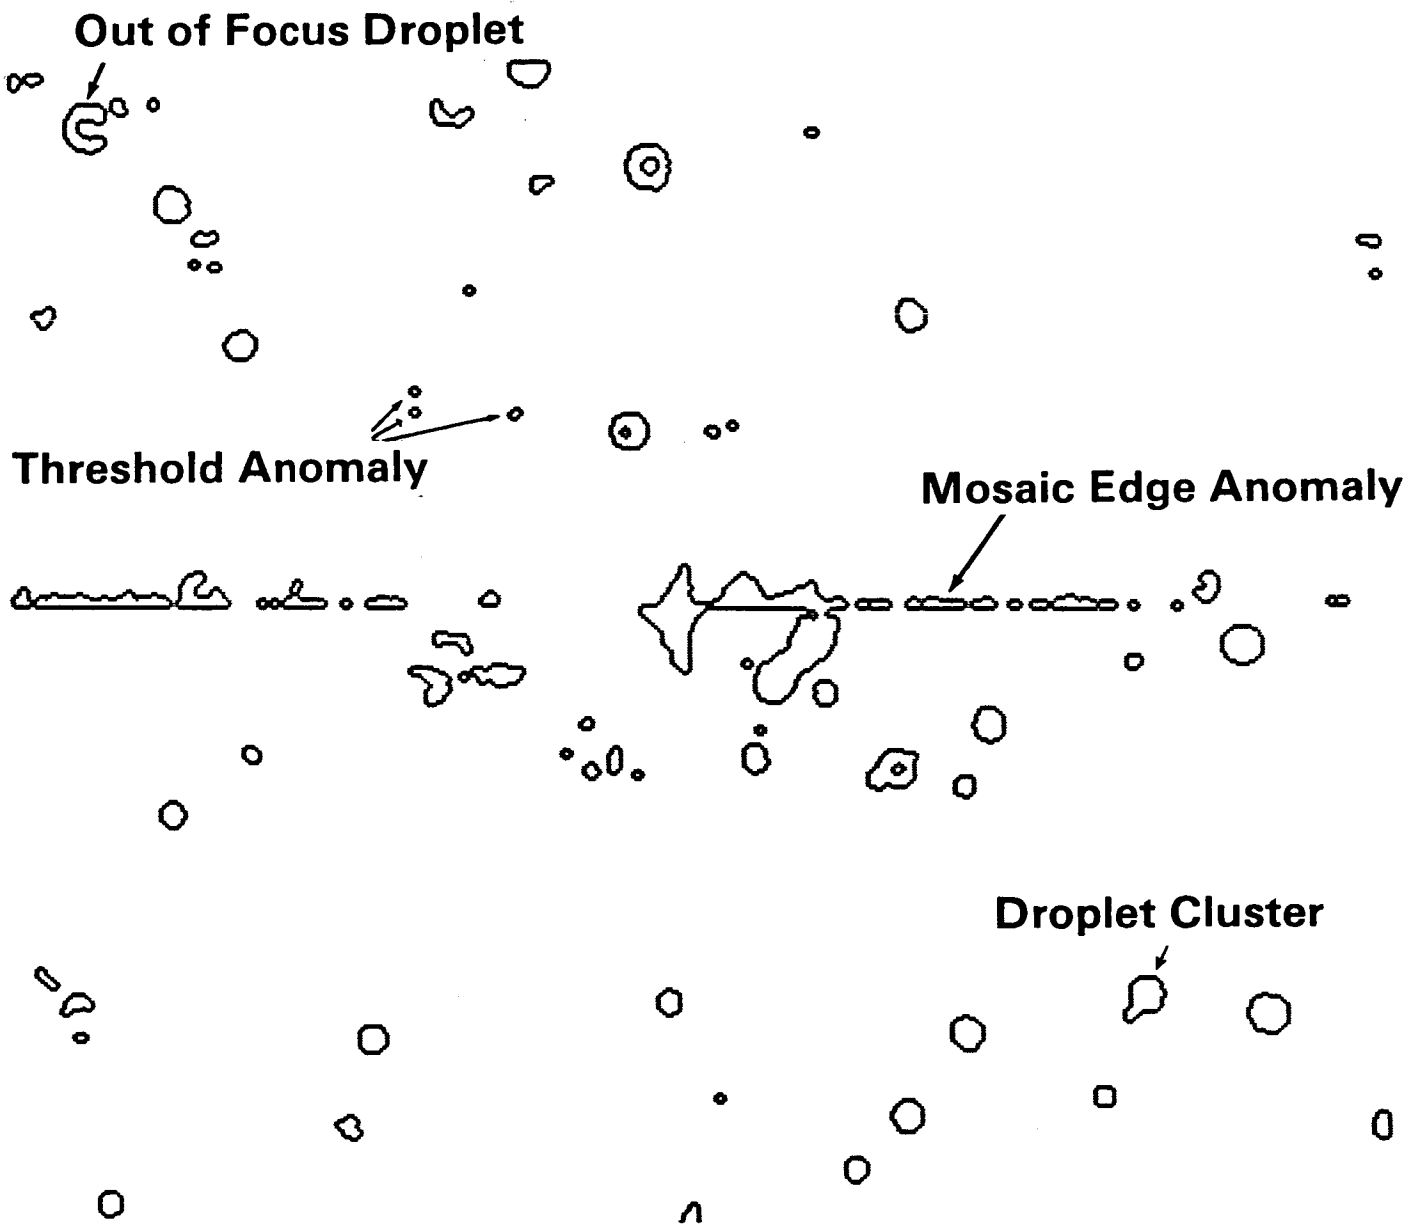 Out of Focus Droplet
Threshold Anomaly
Mosaic Edge Anomaly
Droplet Cluster